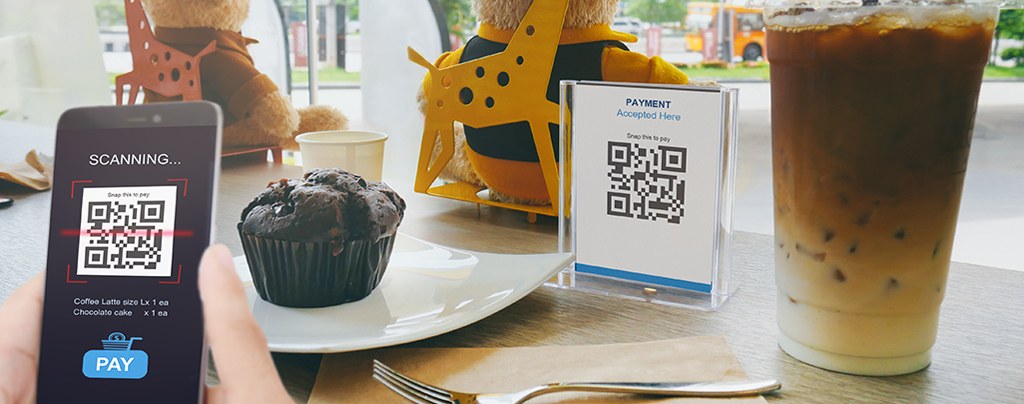 SCANNING...
Snap this to pay
Coffee Latte size L x 1 ea
Chocolate cake x 1 ea
$
PAY
PAYMENT
Accepted Here
Snap this to pay